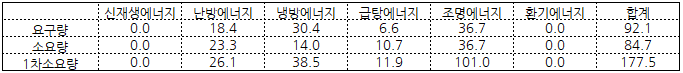 신재생에너지 난방에너지 냉방에너지 급탕에너지 조명에너지 환기에너지 합계
요구량 0.0 18.4 30.4 6.6 36.7 0.0 92.1
소요량 0.0 23.3 14.0 10.7 36.7 0.0 84.7
1차소요량 0.0 26.1 38.5 11.9 101.0 0.0 177.5